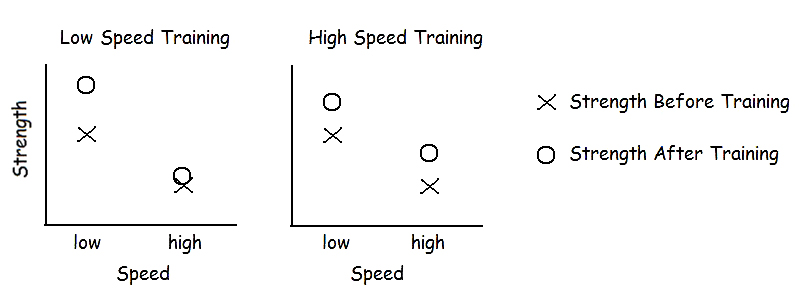 Low Speed Training
High Speed Training
Strength
Strength Before Training
Strength After Training
low
high
low
high
Speed
Speed